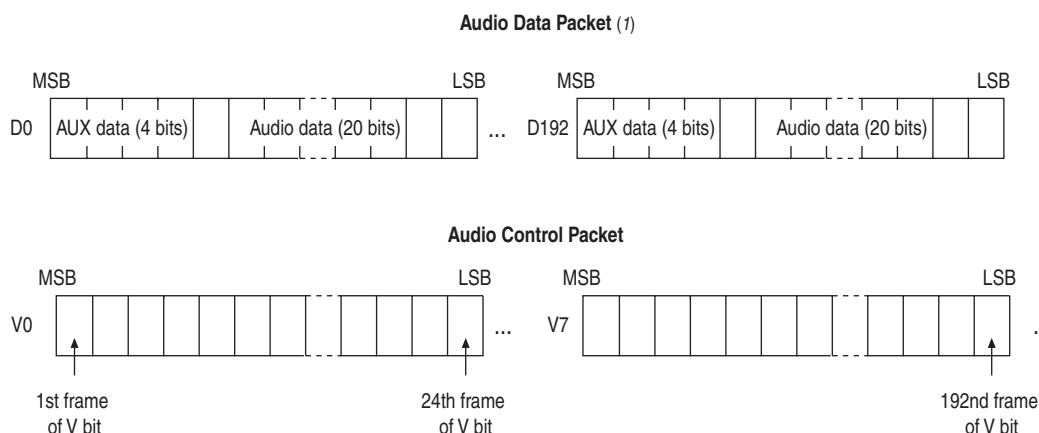 Audio Data Packet (1)
MSB LSB MSB LSB
D0 AUX data (4 bits) Audio data (20 bits) ... D192 AUX data (4 bits) Audio data (20 bits)
Audio Control Packet
MSB LSB MSB LSB
V0 ... V7 .
1st frame 24th frame 192nd frame
of V bit of V bit of V bit